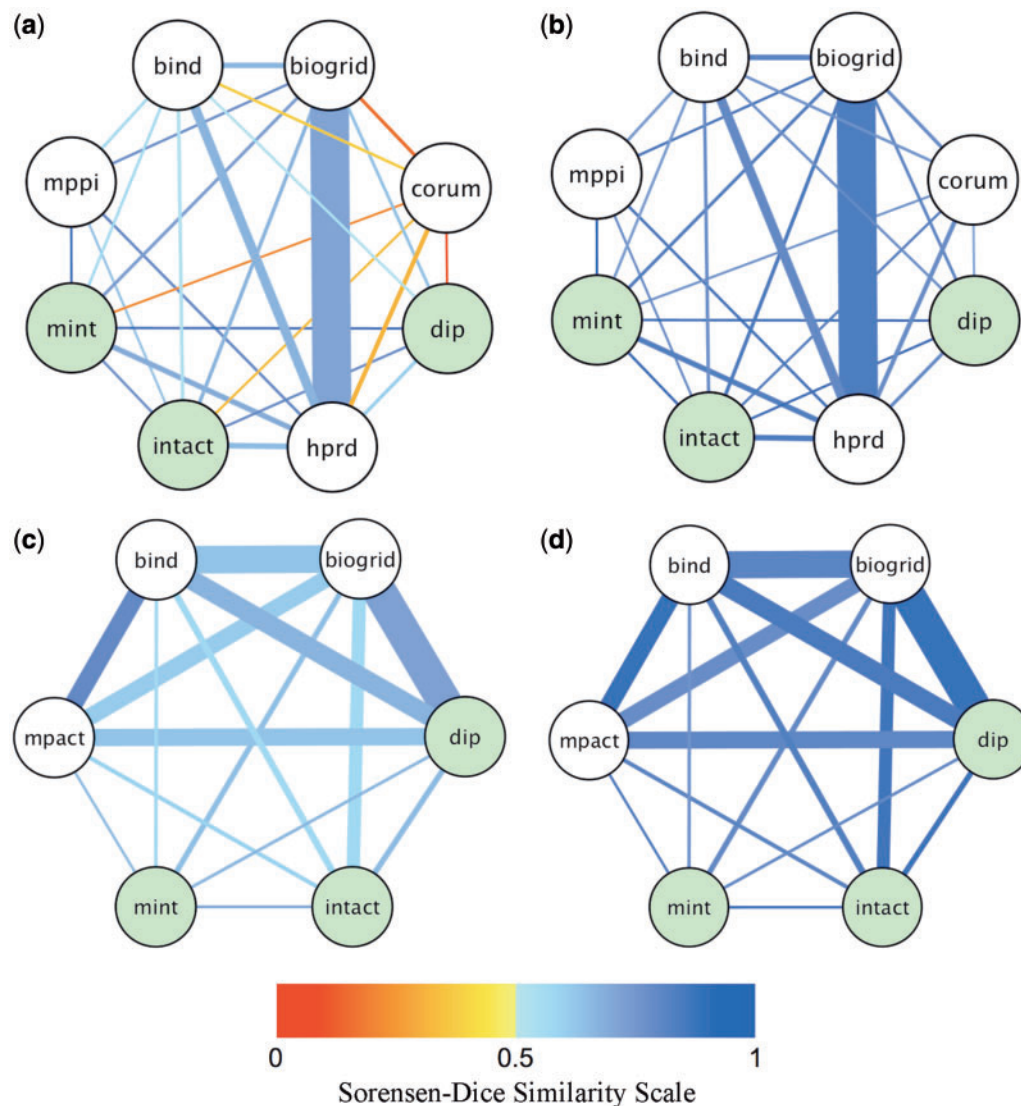 (a)
(b)
bind
biogrid
mppi
corum
mint
dip
intact
hprd
bind
biogrid
mppi
corum
mint
dip
intact
hprd
(c)
(d)
bind
biogrid
mpact
dip
mint
intact
bind
biogrid
mpact
dip
mint
intact
0
0.5
1
Sorensen-Dice Similarity Scale